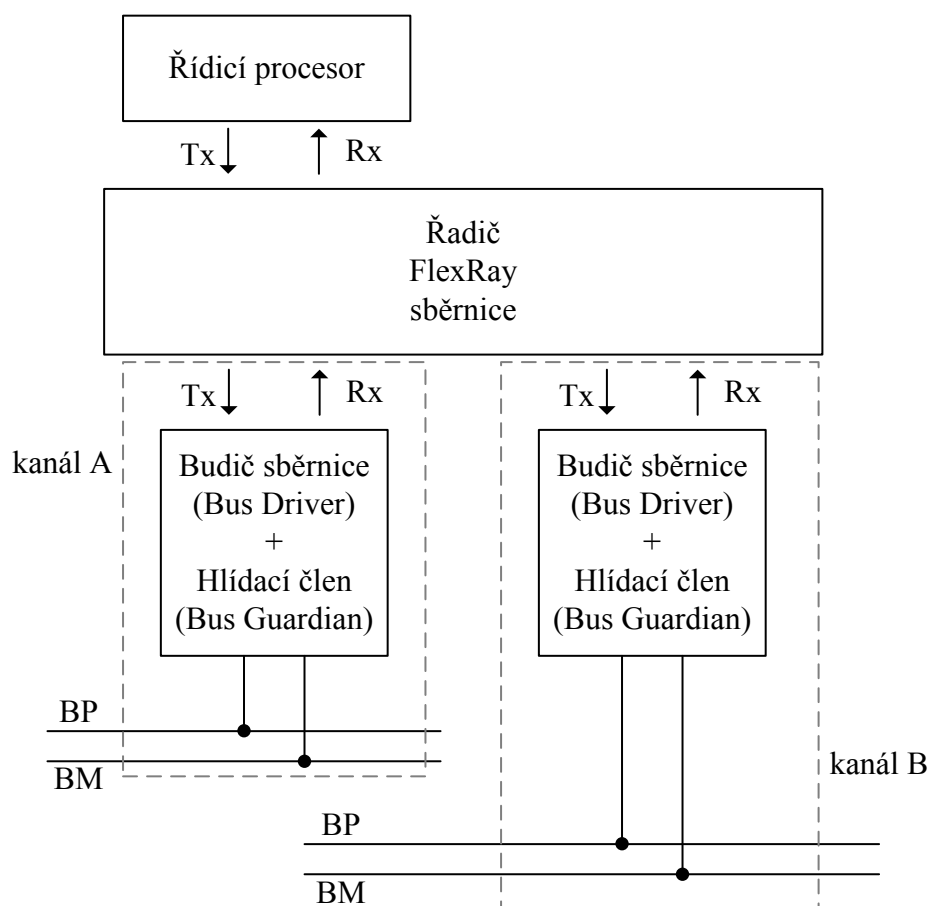 Řídicí procesor
Tx
Rx
Řadič
FlexRay
sběrnice
Tx
Rx
Tx
Rx
kanál A
Budič sběrnice
(Bus Driver)
+
Hlídací člen
(Bus Guardian)
Budič sběrnice
(Bus Driver)
+
Hlídací člen
(Bus Guardian)
BP
BM
kanál B
BP
BM